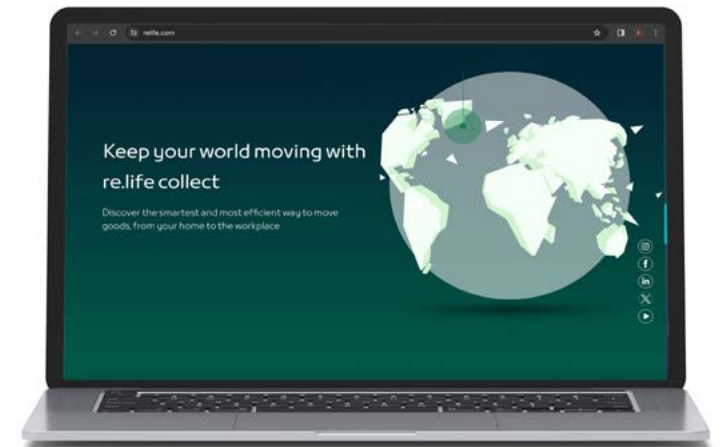 relife.com
Keep your world moving with
re.life collect
Discover the smartest and most efficient way to move
goods, from your home to the workplace
f
in
X